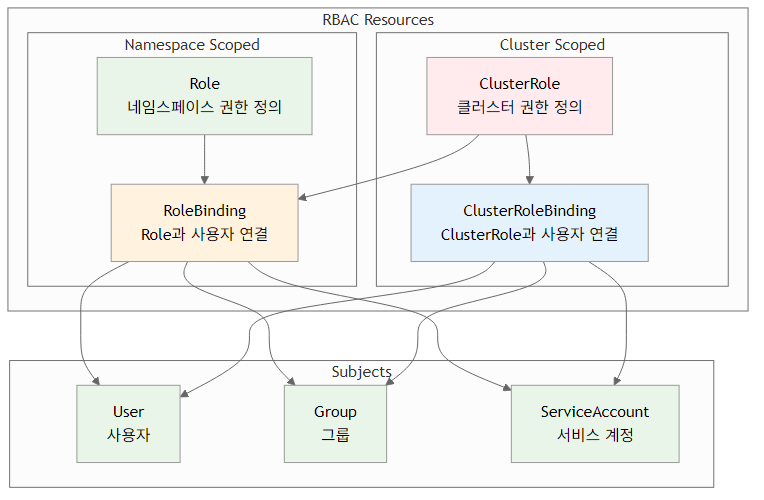 RBAC Resources
Namespace Scoped
Cluster Scoped
Role
네임스페이스 권한 정의
ClusterRole
클러스터 권한 정의
RoleBinding
Role과 사용자 연결
ClusterRoleBinding
ClusterRole과 사용자 연결
Subjects
User
사용자
Group
그룹
ServiceAccount
서비스 계정